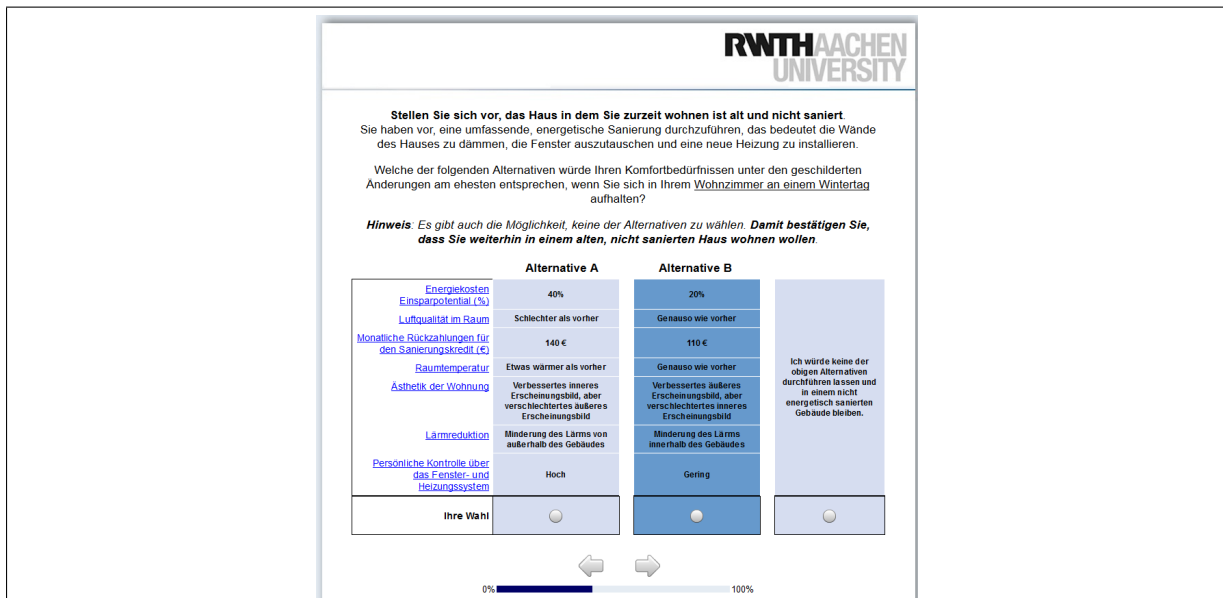 RWTHAACHEN
UNIVERSITY
Stellen Sie sich vor, das Haus in dem Sie zurzeit wohnen ist alt und nicht saniert.
Sie haben vor, eine umfassende, energetische Sanierung durchzuführen, das bedeutet die Wände
des Hauses zu dämmen, die Fenster auszutauschen und eine neue Heizung zu installieren.
Welche der folgenden Alternativen würde Ihren Komfortbedürfnissen unter den geschilderten
Änderungen am ehesten entsprechen, wenn Sie sich in Ihrem Wohnzimmer an einem Wintertag
aufhalten?
Hinweis: Es gibt auch die Möglichkeit, keine der Alternativen zu wählen. Damit bestätigen Sie,
dass Sie weiterhin in einem alten, nicht sanierten Haus wohnen wollen.
Alternative A
Alternative B
Energiekosten
Einsparpotential (%)
40%
20%
Luftqualität im Raum
Schlechter als vorher
Genauso wie vorher
Monatliche Rückzahlungen für
den Sanierungskredit (€)
140 €
110 €
Raumtemperatur
Etwas wärmer als vorher
Genauso wie vorher
Ästhetik der Wohnung
Verbessertes inneres
Erscheinungsbild, aber
verschlechtertes äußeres
Erscheinungsbild
Verbessertes äußeres
Erscheinungsbild, aber
verschlechtertes inneres
Erscheinungsbild
Lärmreduktion
Minderung des Lärms von
außerhalb des Gebäudes
Minderung des Lärms
innerhalb des Gebäudes
Persönliche Kontrolle über
das Fenster- und
Heizungssystem
Hoch
Gering
Ich würde keine der
obigen Alternativen
durchführen lassen und
in einem nicht
energetisch sanierten
Gebäude bleiben.
Ihre Wahl
0%
100%